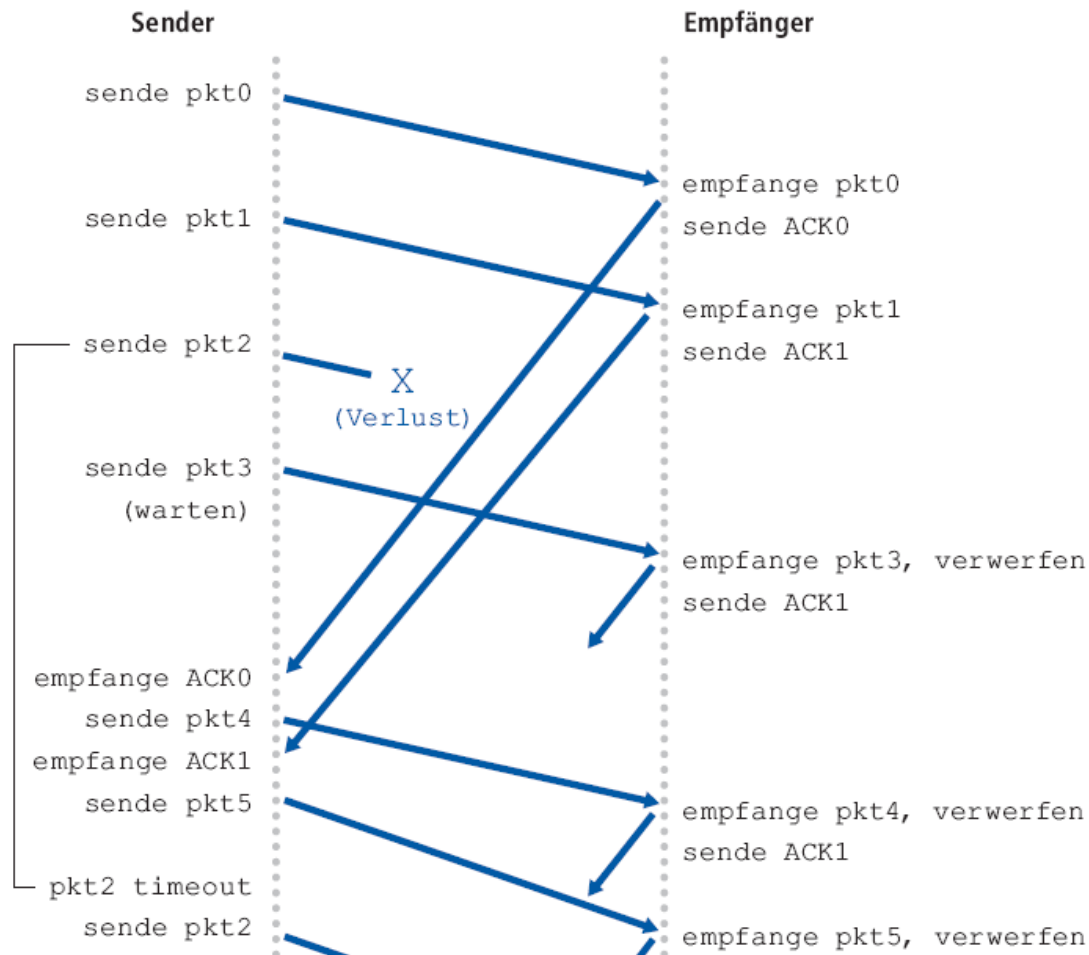 Sender
Empfänger
sende pkt0
empfange pkt0
sende pkt1
sende ACK0
empfange pkt1
sende pkt2
sende ACK1
X
(Verlust)
sende pkt3
(warten)
empfange pkt3, verwerfen
sende ACK1
empfange ACK0
sende pkt4
empfange ACK1
sende pkt5
empfange pkt4, verwerfen
sende ACK1
pkt2 timeout
sende pkt2
empfange pkt5, verwerfen